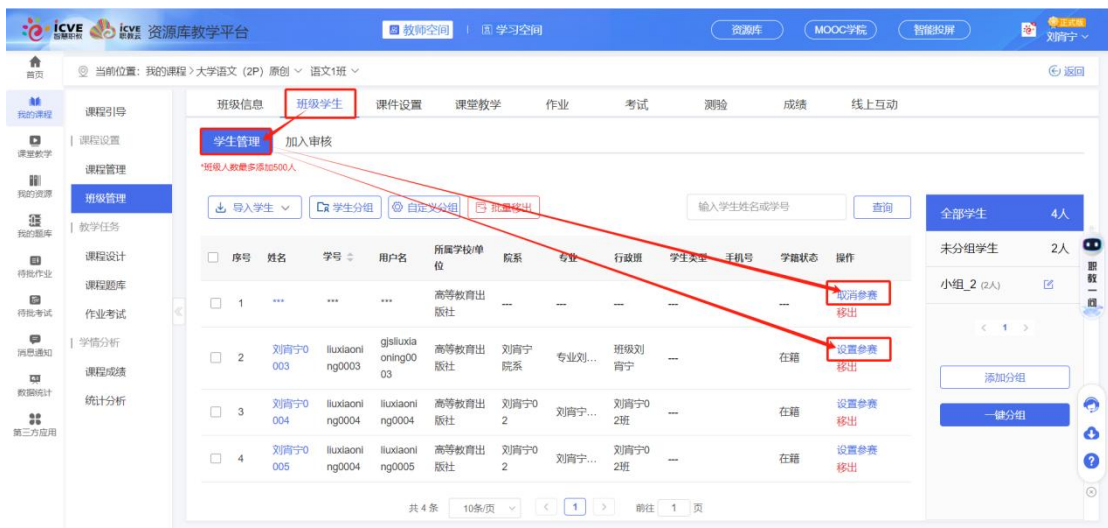 icve 智慧职教 icve 职教云 资源库教学平台 教师空间 学习空间 资源库 MOOC学院 智能投屏 正式版 刘宵宁
首页 当前位置：我的课程 > 大学语文 (2P) 原创 语文1班 返回
我的课程
课堂教学
我的资源
我的题库
待批作业
待批考试
消息通知
数据统计
第三方应用
课程引导
课程设置
课程管理
班级管理
教学任务
课程设计
课程题库
作业考试
学情分析
课程成绩
统计分析
班级信息 班级学生 课件设置 课堂教学 作业 考试 测验 成绩 线上互动
学生管理 加入审核
*班级人数最多添加500人
导入学生 学生分组 自定义分组 批量移出 输入学生姓名或学号 查询
序号 姓名 学号 用户名 所属学校/单位 院系 专业 行政班 学生类型 手机号 学籍状态 操作
1 *** *** *** 高等教育出版社 --- --- --- --- --- 取消参赛
移出
2 刘宵宁0003 liuxiaoning0003 gjsliuxiaoning0003 高等教育出版社 刘宵宁院系 专业刘... 班级刘宵宁 --- 在籍 设置参赛
移出
3 刘宵宁0004 liuxiaoning0004 liuxiaoning0004 高等教育出版社 刘宵宁02 刘宵宁... 刘宵宁02班 --- 在籍 设置参赛
移出
4 刘宵宁0005 liuxiaoning0004 liuxiaoning0005 高等教育出版社 刘宵宁02 刘宵宁... 刘宵宁02班 --- 在籍 设置参赛
移出
共 4 条 10条/页 < 1 > 前往 1 页
全部学生 4人
未分组学生 2人
小组_2 (2人)
< 1 >
添加分组
一键分组
职教一问